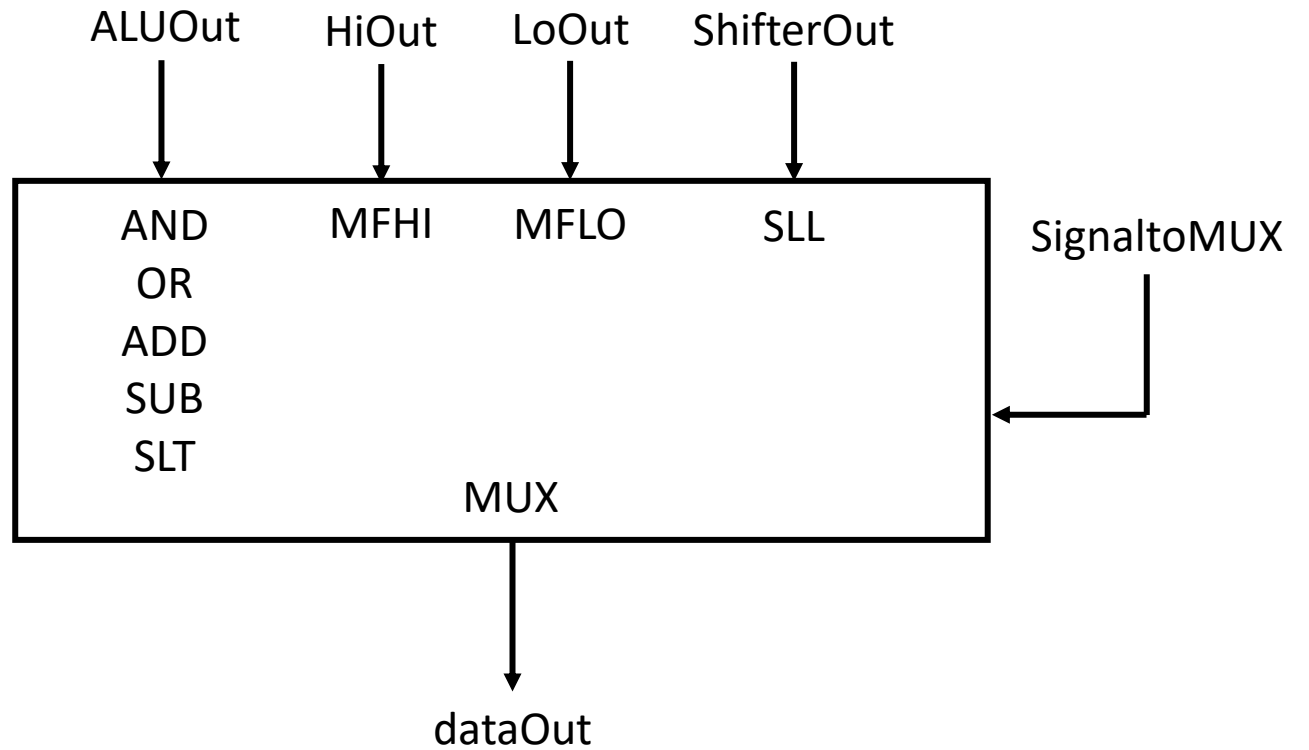 ALUOut HiOut LoOut ShifterOut
AND MFHI MFLO SLL
SignaltoMUX
OR
ADD
SUB
SLT
MUX
dataOut